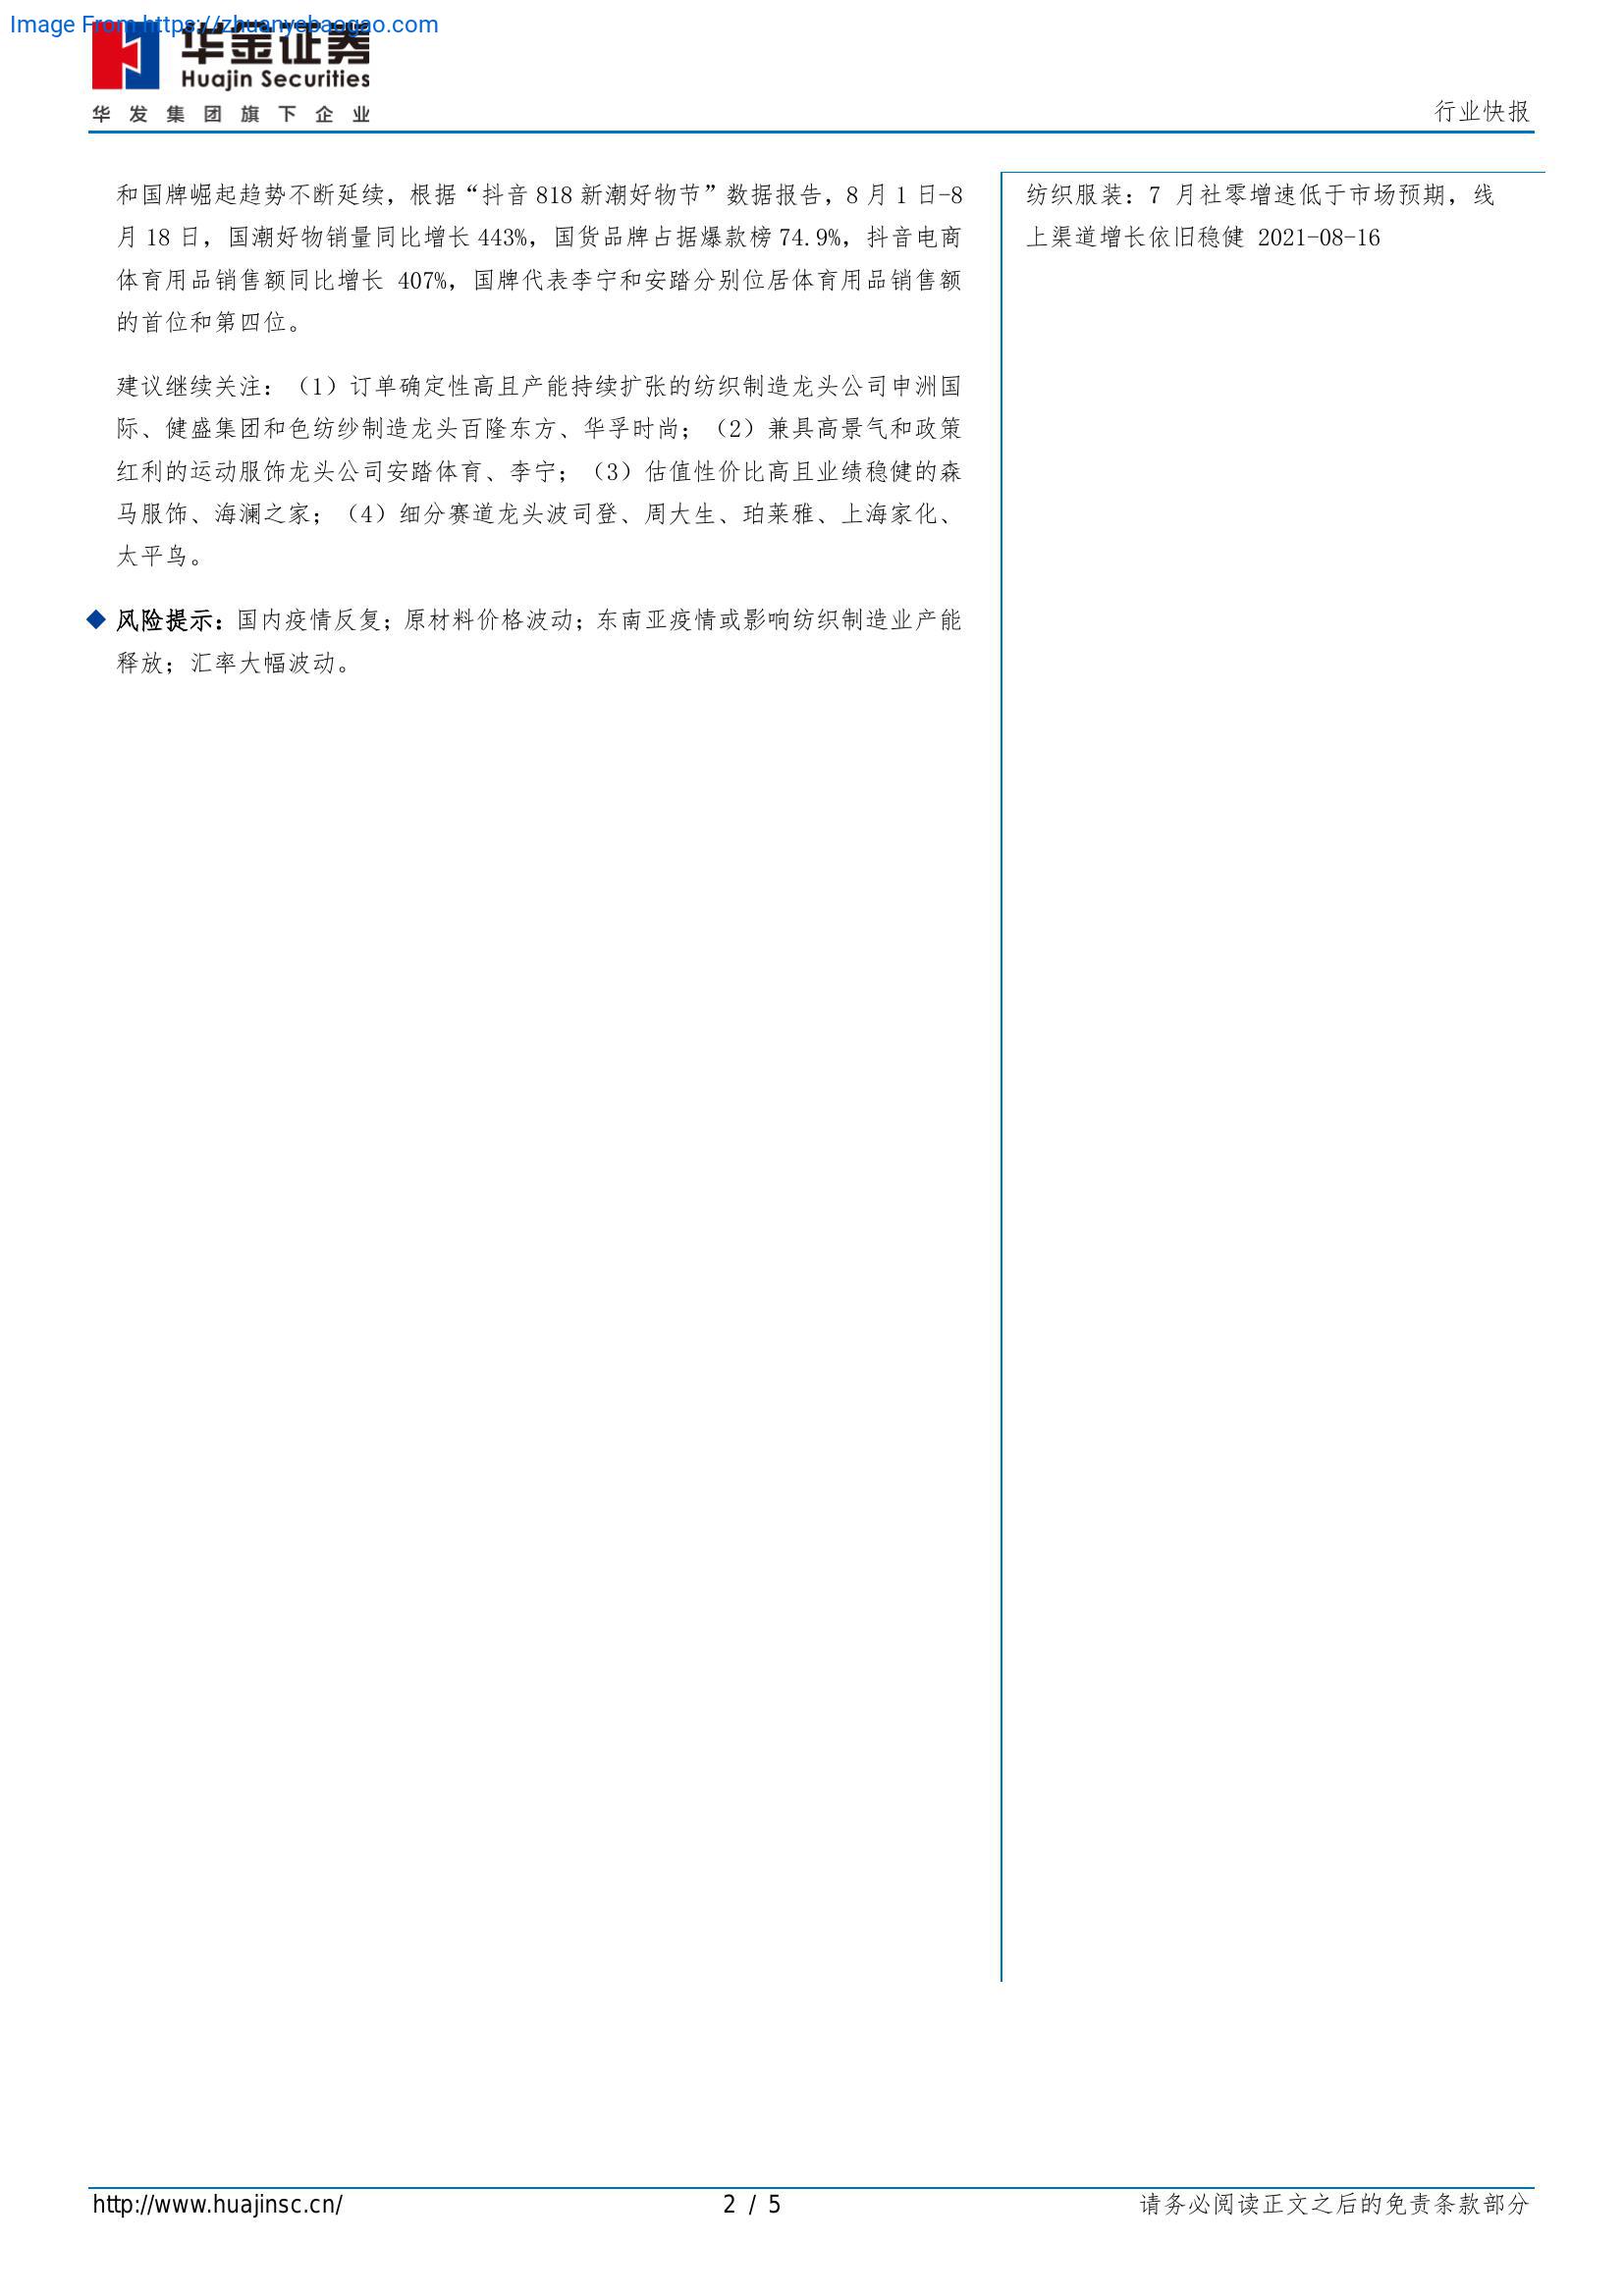 Image From https://zhuanyebaogao.com
华金证券
Huajin Securities
华发集团旗下企业
行业快报
和国牌崛起趋势不断延续，根据“抖音 818 新潮好物节”数据报告，8 月 1 日-8
月 18 日，国潮好物销量同比增长 443%，国货品牌占据爆款榜 74.9%，抖音电商
体育用品销售额同比增长 407%，国牌代表李宁和安踏分别位居体育用品销售额
的首位和第四位。
建议继续关注：（1）订单确定性高且产能持续扩张的纺织制造龙头公司申洲国
际、健盛集团和色纺纱制造龙头百隆东方、华孚时尚；（2）兼具高景气和政策
红利的运动服饰龙头公司安踏体育、李宁；（3）估值性价比高且业绩稳健的森
马服饰、海澜之家；（4）细分赛道龙头波司登、周大生、珀莱雅、上海家化、
太平鸟。
◆ 风险提示：国内疫情反复；原材料价格波动；东南亚疫情或影响纺织制造业产能
释放；汇率大幅波动。
纺织服装：7 月社零增速低于市场预期，线
上渠道增长依旧稳健 2021-08-16
http://www.huajinsc.cn/
2 / 5
请务必阅读正文之后的免责条款部分